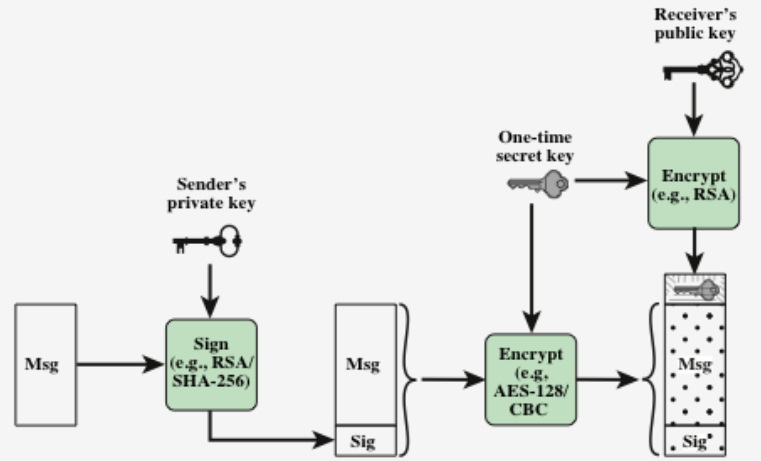 Receiver's
public key
One-time
secret key
Encrypt
(e.g., RSA)
Sender's
private key
Msg
Sign
(e.g., RSA/
SHA-256)
Msg
Sig
Encrypt
(e.g,
AES-128/
CBC
Msg
Sig